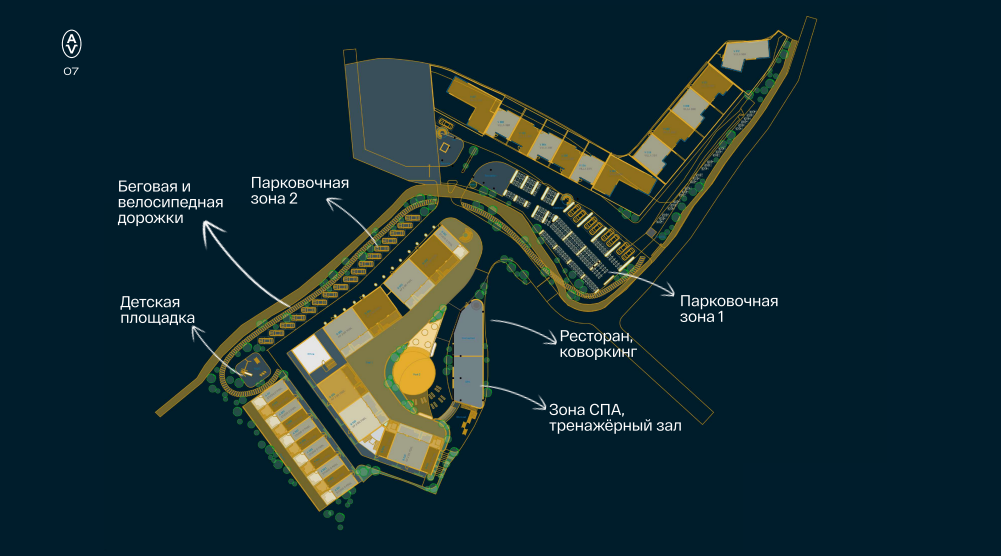 AV
07
Беговая и
велосипедная
дорожки
Парковочная
зона 2
Детская
площадка
Парковочная
зона 1
Ресторан,
коворкинг
Зона СПА,
тренажёрный зал